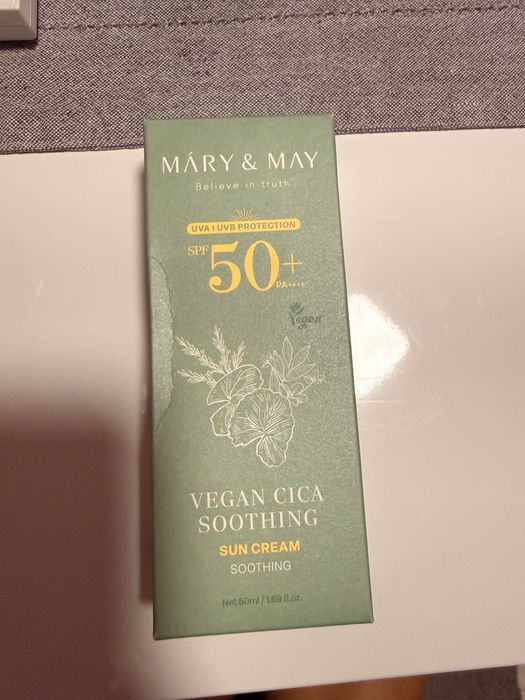 MÁRY & MAY
Believe in truth
UVA I UVB PROTECTION
SPF 50+
PA++++
Vegan
VEGAN CICA
SOOTHING
SUN CREAM
SOOTHING
Net 50ml / 1.69 fl.oz.